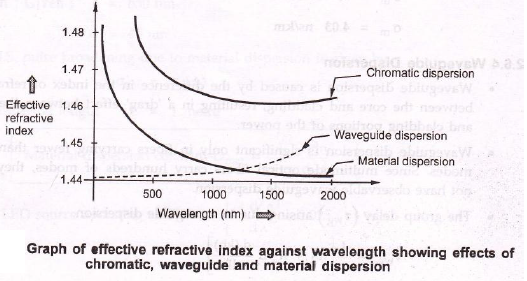 1.48
1.47
Chromatic dispersion
Effective
refractive
index
1.46
1.45
Waveguide dispersion
Material dispersion
1.44
500 1000 1500 2000
Wavelength (nm)
Graph of effective refractive index against wavelength showing effects of
chromatic, waveguide and material dispersion